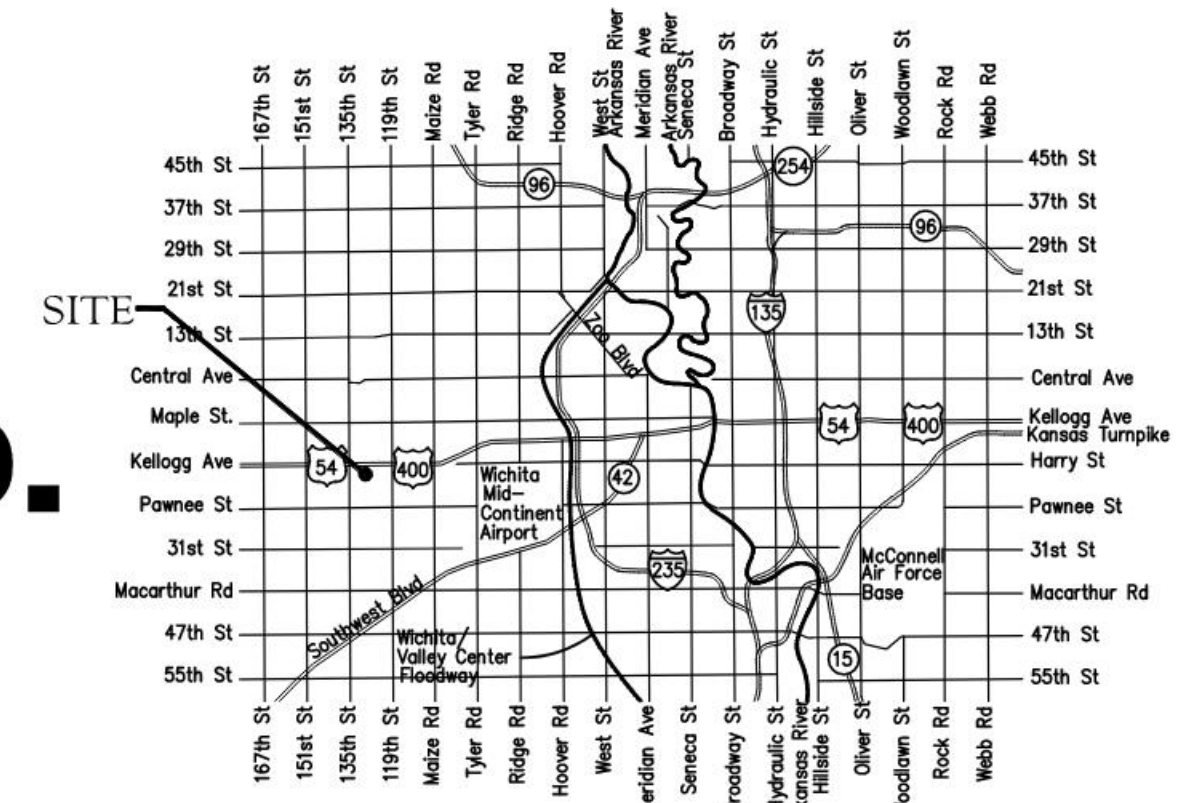 167th St
151st St
135th St
119th St
Maize Rd
Tyler Rd
Ridge Rd
Hoover Rd
West St
Arkansas River
Meridian Ave
Arkansas River
Seneca St
Broadway St
Hydraulic St
Hillside St
Oliver St
Woodlawn St
Rock Rd
Webb Rd
45th St
37th St
29th St
21st St
SITE
13th St
Central Ave
Maple St.
Kellogg Ave
Pawnee St
31st St
Macarthur Rd
47th St
55th St
96
254
96
135
Zoo Blvd
54
400
54
400
42
Wichita
Mid-
Continent
Airport
235
McConnell
Air Force
Base
Southwest Blvd
Wichita/
Valley Center
Floodway
15
45th St
37th St
29th St
21st St
13th St
Central Ave
Kellogg Ave
Kansas Turnpike
Harry St
Pawnee St
31st St
Macarthur Rd
47th St
55th St
167th St
151st St
135th St
119th St
Maize Rd
Tyler Rd
Ridge Rd
Hoover Rd
West St
eridian Ave
Seneca St
roadway St
Hydraulic St
kansas River
Hillside St
Oliver St
oodlawn St
Rock Rd
Webb Rd